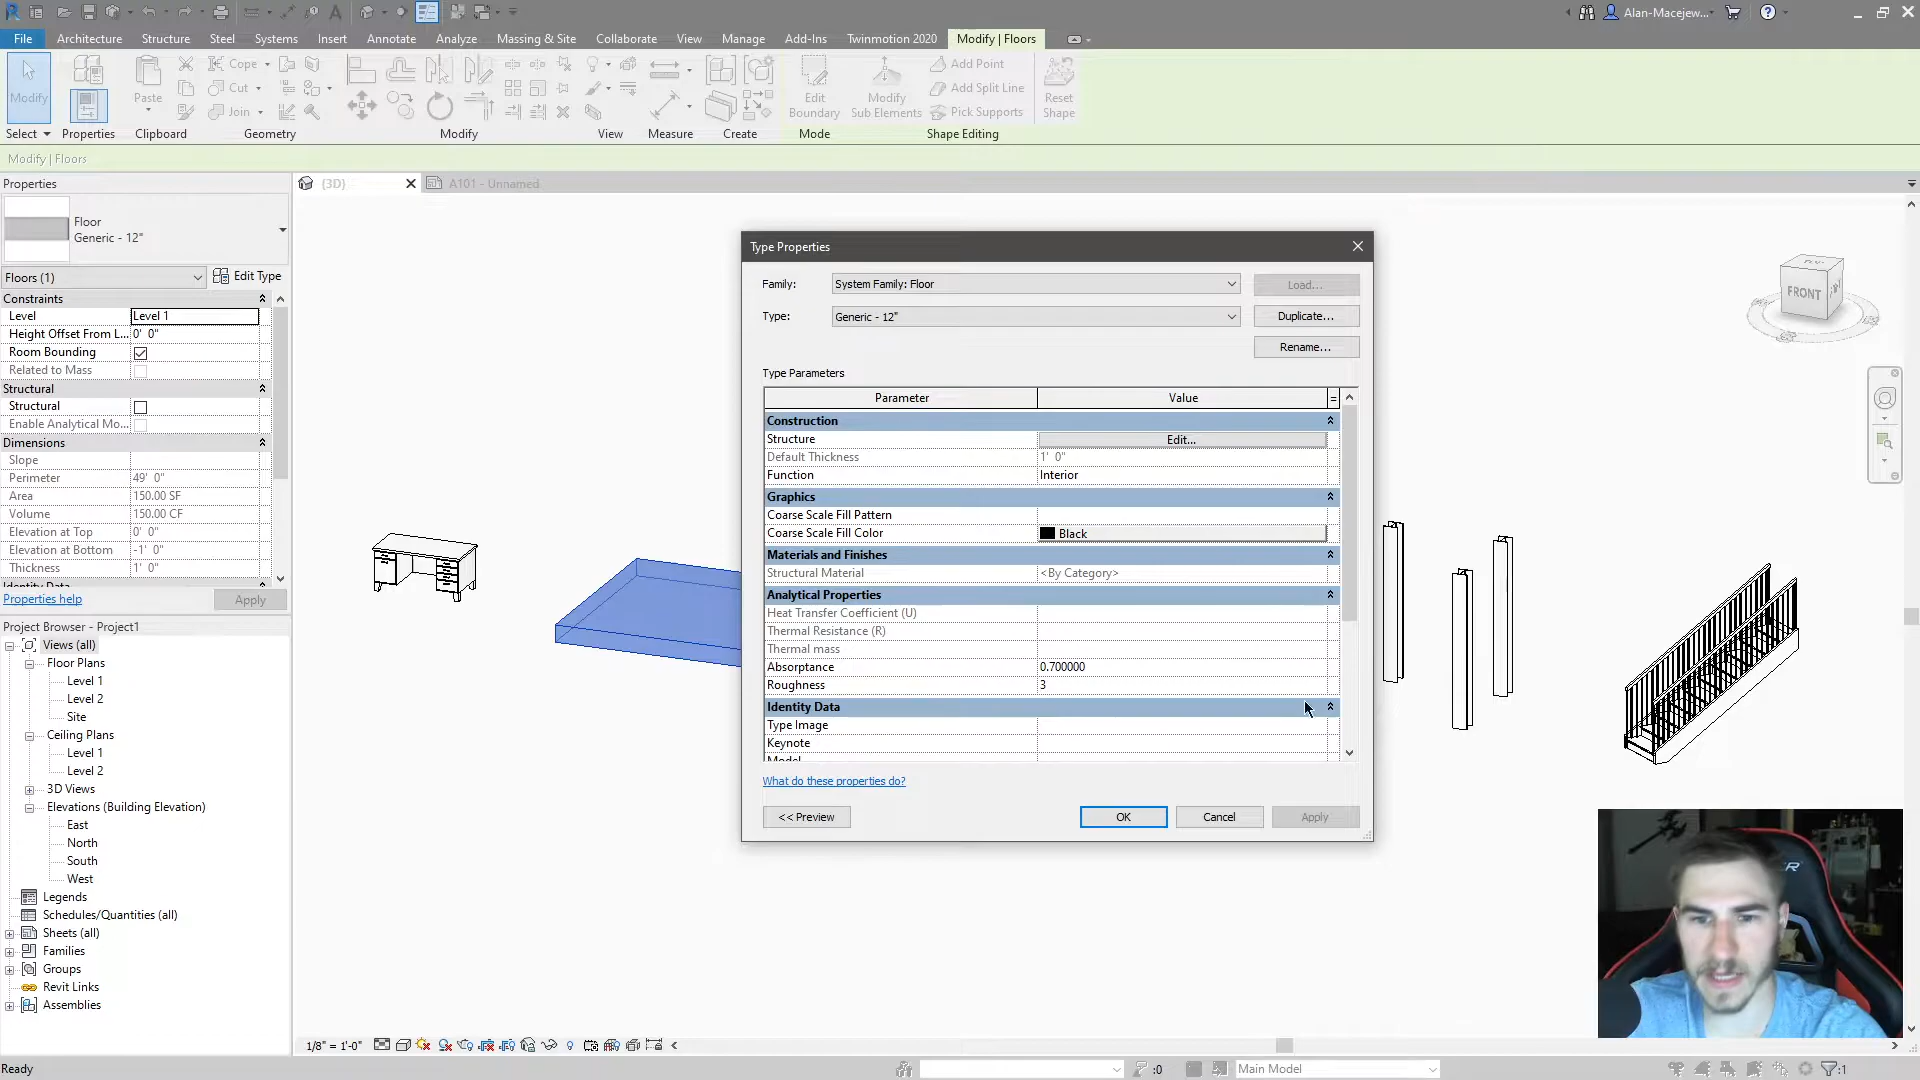 Alan-Macejew...
File Architecture Structure Steel Systems Insert Annotate Analyze Massing & Site Collaborate View Manage Add-Ins Twinmotion 2020 Modify | Floors
Modify
Paste
Cope
Cut
Join
Edit
Boundary
Modify
Sub Elements
Add Point
Add Split Line
Pick Supports
Reset
Shape
Select Properties Clipboard Geometry Modify View Measure Create Mode Shape Editing
Modify | Floors
Properties
Floor
Generic - 12"
Floors (1) Edit Type
Constraints
Level Level 1
Height Offset From L... 0' 0"
Room Bounding
Related to Mass
Structural
Structural
Enable Analytical Mo...
Dimensions
Slope
Perimeter 49' 0"
Area 150.00 SF
Volume 150.00 CF
Elevation at Top 0' 0"
Elevation at Bottom -1' 0"
Thickness 1' 0"
Identity Data
Properties help Apply
Project Browser - Project1
Views (all)
Floor Plans
Level 1
Level 2
Site
Ceiling Plans
Level 1
Level 2
3D Views
Elevations (Building Elevation)
East
North
South
West
Legends
Schedules/Quantities (all)
Sheets (all)
Families
Groups
Revit Links
Assemblies
{3D} A101 - Unnamed
Type Properties
Family: System Family: Floor Load...
Type: Generic - 12" Duplicate...
Rename...
Type Parameters
Parameter Value =
Construction
Structure Edit...
Default Thickness 1' 0"
Function Interior
Graphics
Coarse Scale Fill Pattern
Coarse Scale Fill Color Black
Materials and Finishes
Structural Material <By Category>
Analytical Properties
Heat Transfer Coefficient (U)
Thermal Resistance (R)
Thermal mass
Absorptance 0.700000
Roughness 3
Identity Data
Type Image
Keynote
Model
What do these properties do?
<< Preview OK Cancel Apply
FRONT
1/8" = 1'-0"
Ready
:0 Main Model :1